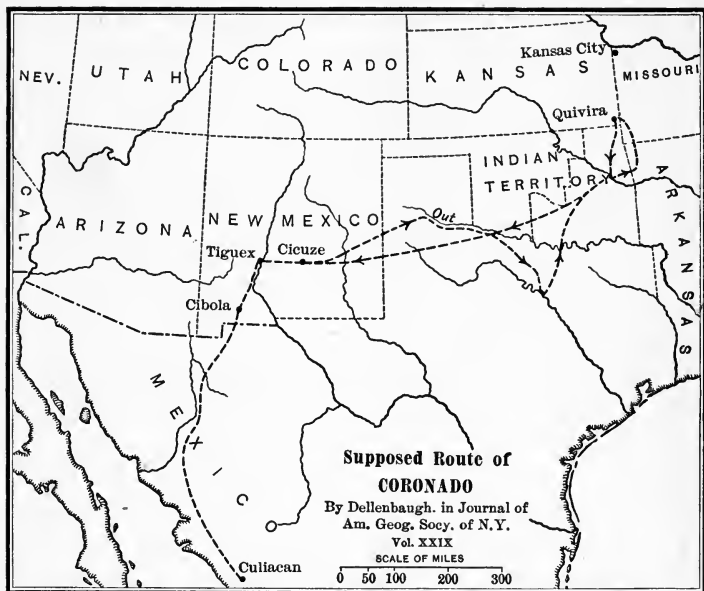 Kansas City
NEV.
UTAH
COLORADO
KANSAS
MISSOURI
Quivira
INDIAN
TERRITORY
CAL.
ARIZONA
NEW MEXICO
Out
ARKANSAS
Tiguex
Cicuze
Cibola
MEXICO
Supposed Route of
CORONADO
By Dellenbaugh. in Journal of
Am. Geog. Socy. of N.Y.
Vol. XXIX
SCALE OF MILES
0 50 100 200 300
Culiacan